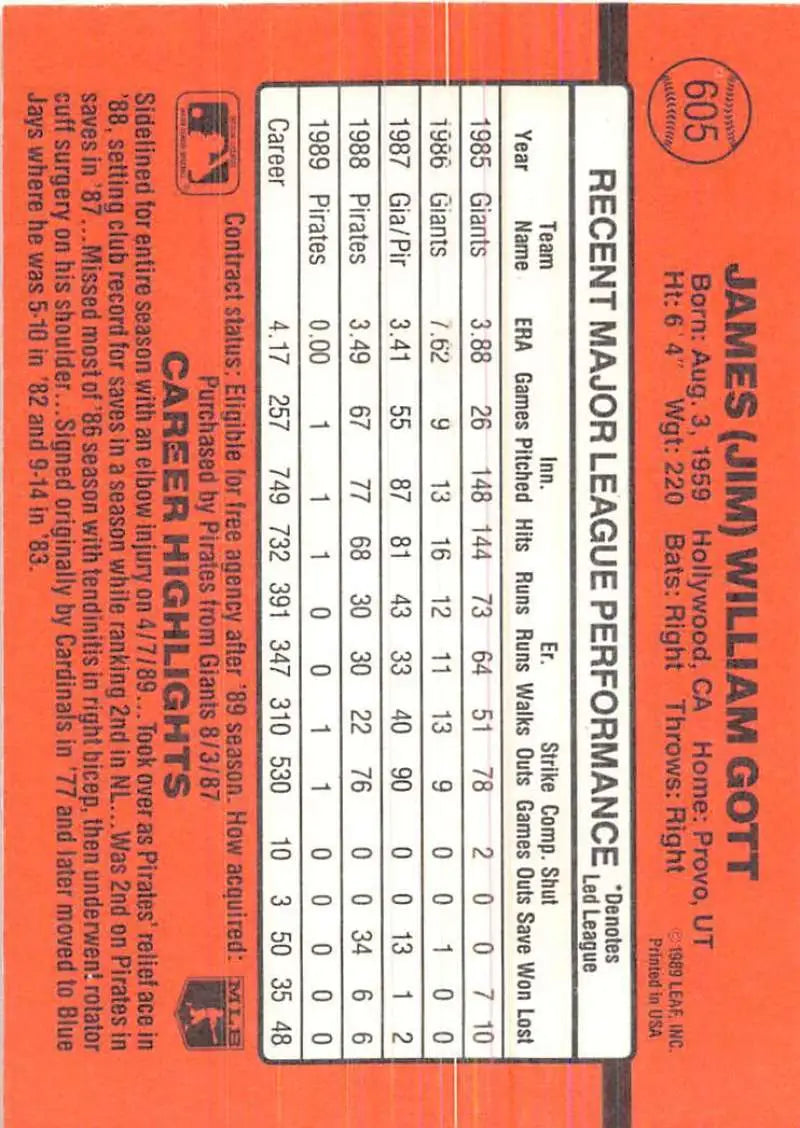 605
JAMES (JIM) WILLIAM GOTT
Born: Aug. 3, 1959 Hollywood, CA Home: Provo, UT
Ht: 6' 4" Wgt: 220 Bats: Right Throws: Right
© 1989 LEAF, INC.
Printed in USA
RECENT MAJOR LEAGUE PERFORMANCE *Denotes
Led League
Team Inn. Er. Strike Comp. Shut
Year Name ERA Games Pitched Hits Runs Runs Walks Outs Games Outs Save Won Lost
1985 Giants 3.88 26 148 144 73 64 51 78 2 0 0 7 10
1986 Giants 7.62 9 13 16 12 11 13 9 0 0 1 0 0
1987 Gia/Pir 3.41 55 87 81 43 33 40 90 0 0 13 1 2
1988 Pirates 3.49 67 77 68 30 30 22 76 0 0 34 6 6
1989 Pirates 0.00 1 1 1 0 0 1 1 0 0 0 0 0
Career 4.17 257 749 732 391 347 310 530 10 3 50 35 48
Contract status: Eligible for free agency after '89 season. How acquired:
Purchased by Pirates from Giants 8/3/87
MLB
CAREER HIGHLIGHTS
Sidelined for entire season with an elbow injury on 4/7/89... Took over as Pirates' relief ace in
'88, setting club record for saves in a season while ranking 2nd in NL...Was 2nd on Pirates in
saves in '87...Missed most of '86 season with tendinitis in right bicep, then underwent rotator
cuff surgery on his shoulder...Signed originally by Cardinals in '77 and later moved to Blue
Jays where he was 5-10 in '82 and 9-14 in '83.